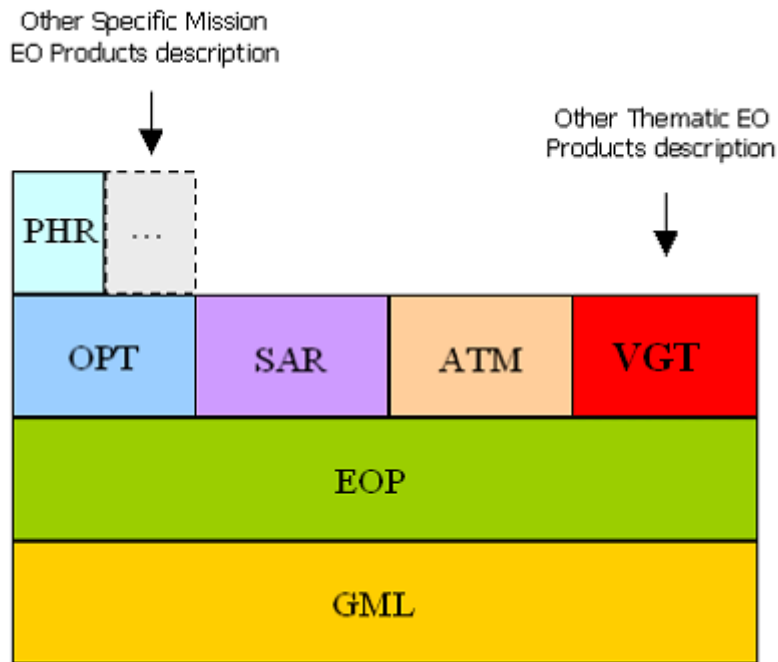 Other Specific Mission
EO Products description
Other Thematic EO
Products description
PHR
...
OPT
SAR
ATM
VGT
EOP
GML